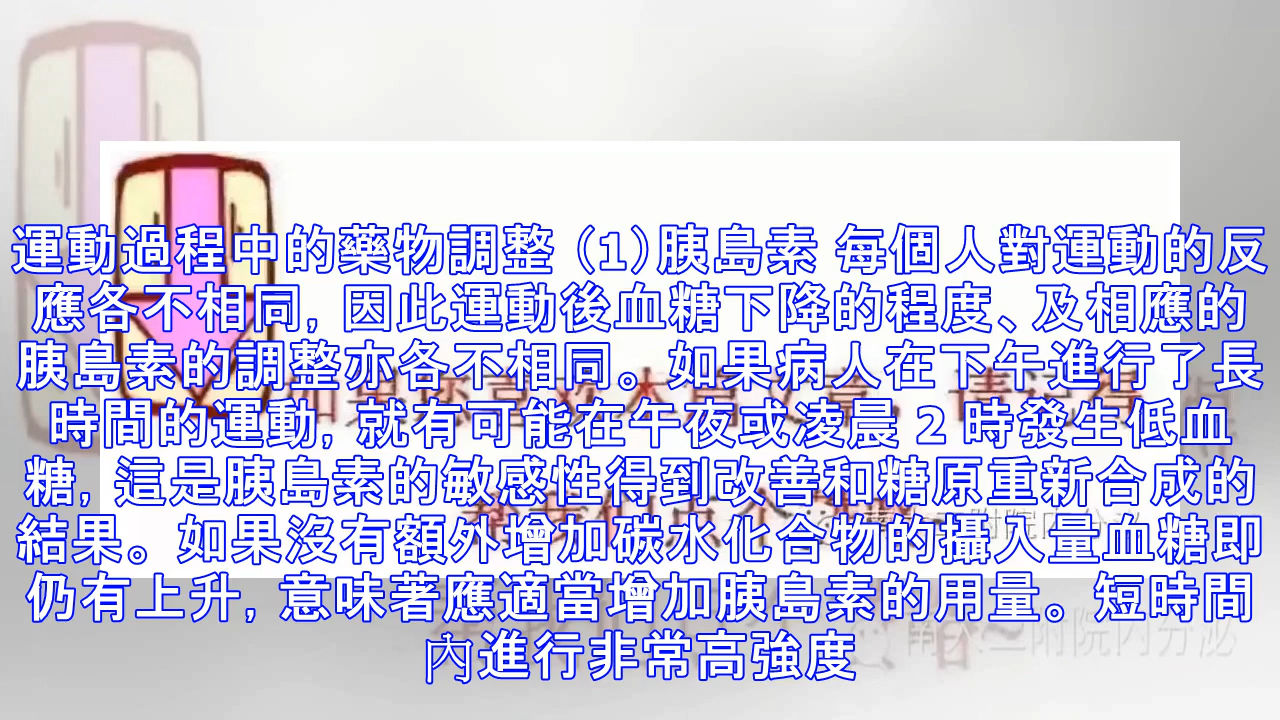 運動過程中的藥物調整 (1)胰島素 每個人對運動的反
應各不相同, 因此運動後血糖下降的程度、及相應的
胰島素的調整亦各不相同。如果病人在下午進行了長
時間的運動, 就有可能在午夜或凌晨 2 時發生低血
糖, 這是胰島素的敏感性得到改善和糖原重新合成的
結果。如果沒有額外增加碳水化合物的攝入量血糖即
仍有上升, 意味著應適當增加胰島素的用量。短時間
內進行非常高強度